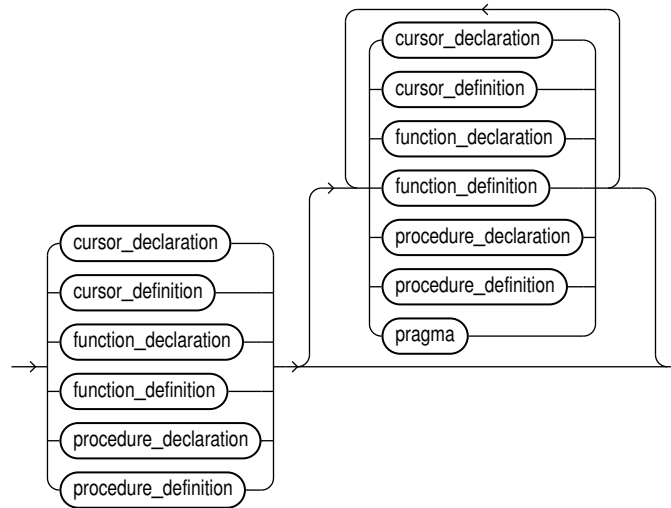 cursor_declaration
cursor_definition
function_declaration
function_definition
procedure_declaration
procedure_definition
cursor_declaration
cursor_definition
function_declaration
function_definition
procedure_declaration
procedure_definition
pragma